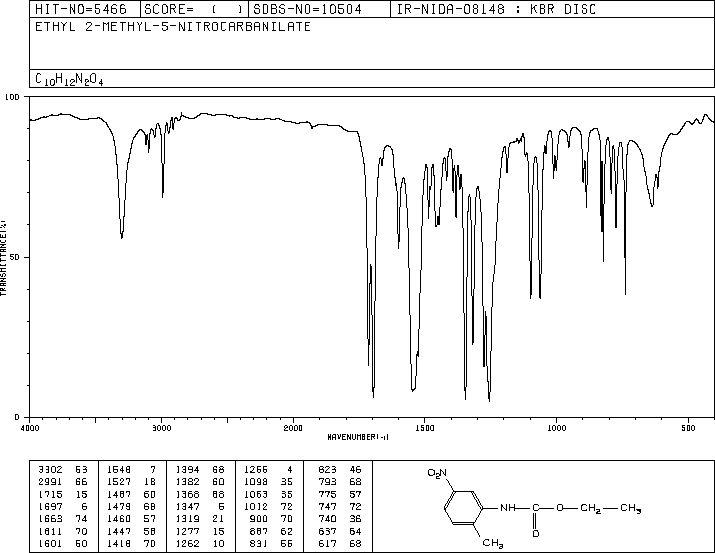 HIT-NO=5466 SCORE= ( ) SDBS-NO=10504 IR-NIDA-08148 : KBR DISC
ETHYL 2-METHYL-5-NITROCARBANILATE
C10H12N2O4
100
50
0
TRANSMITTANCE(%)
4000 3000 2000 1500 1000 500
WAVENUMBER(-1)
3302 53 1548 7 1394 68 1255 4 823 46
2991 66 1527 18 1382 60 1098 35 793 68
1715 15 1487 60 1368 68 1063 35 775 57
1697 6 1479 68 1347 5 1012 72 747 72
1663 74 1460 57 1319 21 900 70 740 36
1611 70 1447 58 1277 15 887 62 637 64
1601 50 1418 70 1262 10 831 55 617 68
O2N
NH C O CH2 CH3
O
CH3